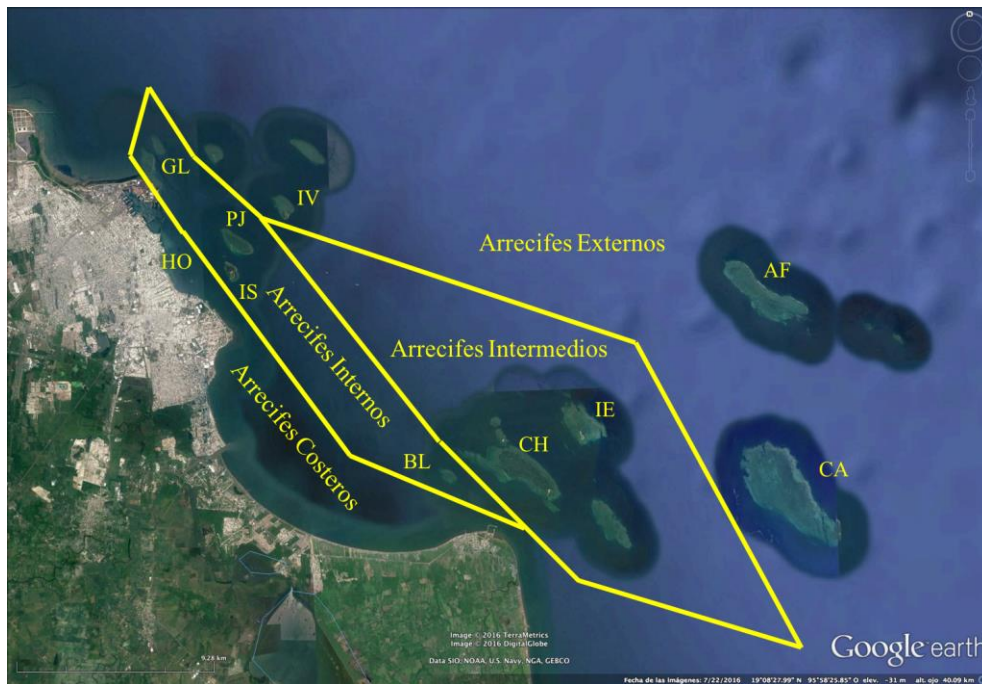 GL
IV
PJ
Arrecifes Externos
HO
AF
IS
Arrecifes Internos
Arrecifes Intermedios
IE
Arrecifes Costeros
CH
BL
CA
Image © 2016 TerraMetrics
Image © 2016 DigitalGlobe
Data SIO, NOAA, U.S. Navy, NGA, GEBCO
9.28 km
Google earth
Fecha de las imágenes: 7/22/2016 19°08'27.99" N 95°58'25.85" O elev. -31 m alt. ojo 40.09 km